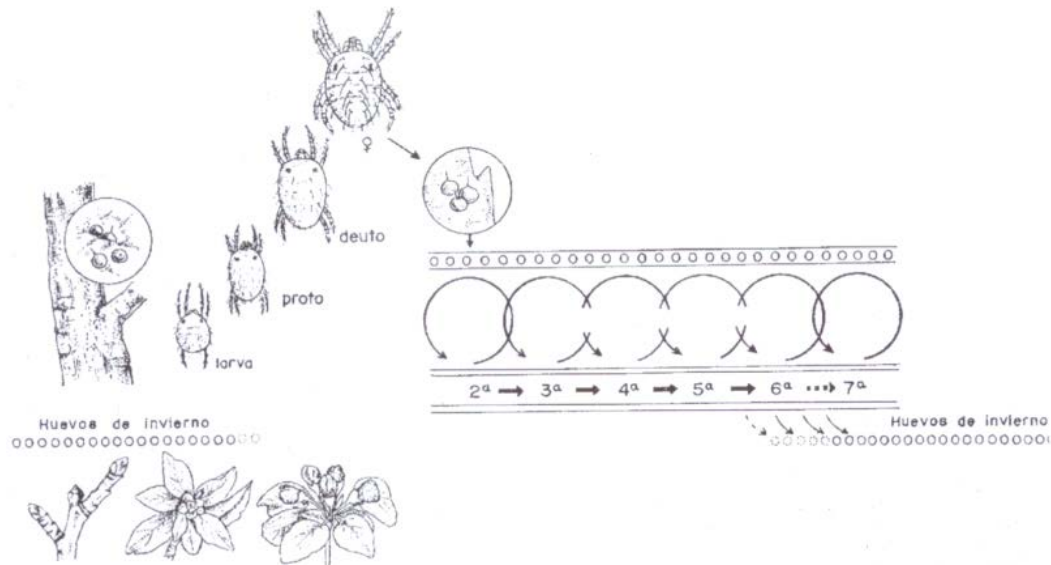 ♀
deuto
proto
larva
2ª → 3ª → 4ª → 5ª → 6ª ···→ 7ª
Huevos de invierno
Huevos de invierno